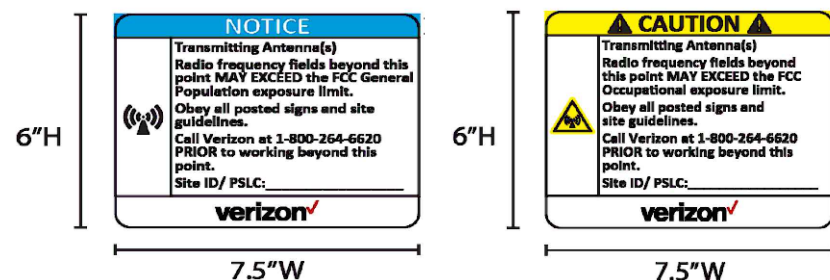 NOTICE
Transmitting Antenna(s)
Radio frequency fields beyond this
point MAY EXCEED the FCC General
Population exposure limit.
Obey all posted signs and site
guidelines.
Call Verizon at 1-800-264-6620
PRIOR to working beyond this
point.
Site ID/ PSLC:____________________
verizon✓
6"H
7.5"W
CAUTION
Transmitting Antenna(s)
Radio frequency fields beyond
this point MAY EXCEED the FCC
Occupational exposure limit.
Obey all posted signs and
site guidelines.
Call Verizon at 1-800-264-6620
PRIOR to working beyond this
point.
Site ID/ PSLC:____________________
verizon✓
6"H
7.5"W